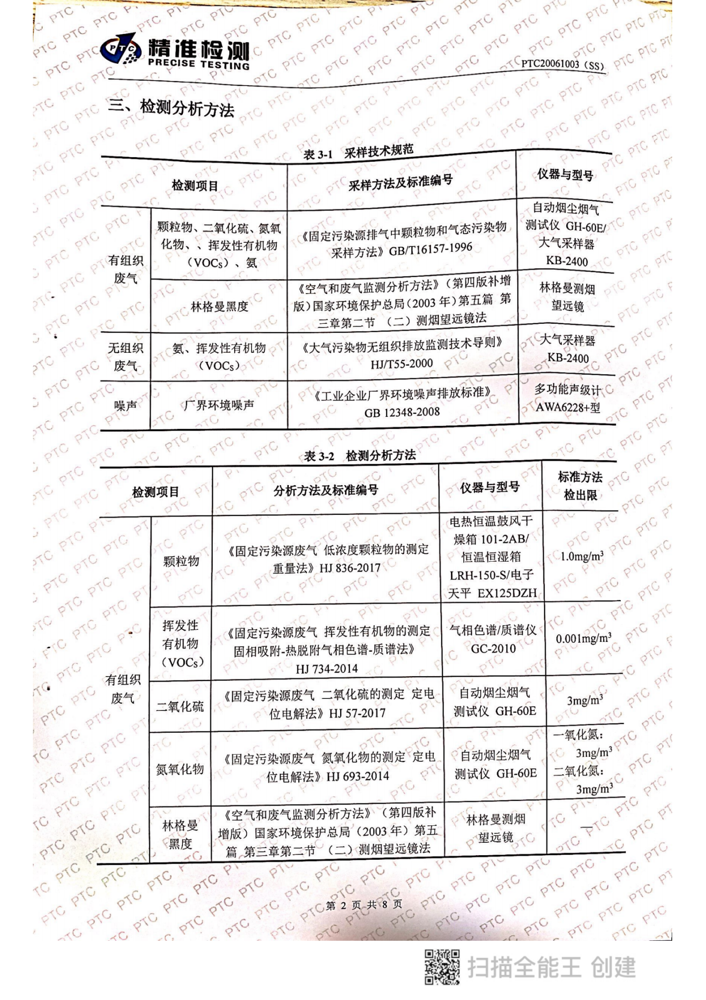 PTC
精准检测
PRECISE TESTING
PTC20061003（SS）
三、检测分析方法
表 3-1 采样技术规范
检测项目
采样方法及标准编号
仪器与型号
有组织
废气
颗粒物、二氧化硫、氮氧
化物、、挥发性有机物
（VOCs）、氨
《固定污染源排气中颗粒物和气态污染物
采样方法》GB/T16157-1996
自动烟尘烟气
测试仪 GH-60E/
大气采样器
KB-2400
林格曼黑度
《空气和废气监测分析方法》（第四版补增
版）国家环境保护总局（2003 年）第五篇 第
三章第二节 （二）测烟望远镜法
林格曼测烟
望远镜
无组织
废气
氨、挥发性有机物
（VOCs）
《大气污染物无组织排放监测技术导则》
HJ/T55-2000
大气采样器
KB-2400
噪声
厂界环境噪声
《工业企业厂界环境噪声排放标准》
GB 12348-2008
多功能声级计
AWA6228+型
表 3-2 检测分析方法
检测项目
分析方法及标准编号
仪器与型号
标准方法
检出限
有组织
废气
颗粒物
《固定污染源废气 低浓度颗粒物的测定
重量法》HJ 836-2017
电热恒温鼓风干
燥箱 101-2AB/
恒温恒湿箱
LRH-150-S/电子
天平 EX125DZH
1.0mg/m³
挥发性
有机物
（VOCs）
《固定污染源废气 挥发性有机物的测定
固相吸附-热脱附气相色谱-质谱法》
HJ 734-2014
气相色谱/质谱仪
GC-2010
0.001mg/m³
二氧化硫
《固定污染源废气 二氧化硫的测定 定电
位电解法》HJ 57-2017
自动烟尘烟气
测试仪 GH-60E
3mg/m³
氮氧化物
《固定污染源废气 氮氧化物的测定 定电
位电解法》HJ 693-2014
自动烟尘烟气
测试仪 GH-60E
一氧化氮：
3mg/m³
二氧化氮：
3mg/m³
林格曼
黑度
《空气和废气监测分析方法》（第四版补
增版）国家环境保护总局（2003 年）第五
篇 第三章第二节 （二）测烟望远镜法
林格曼测烟
望远镜
—
第 2 页 共 8 页
扫描全能王 创建